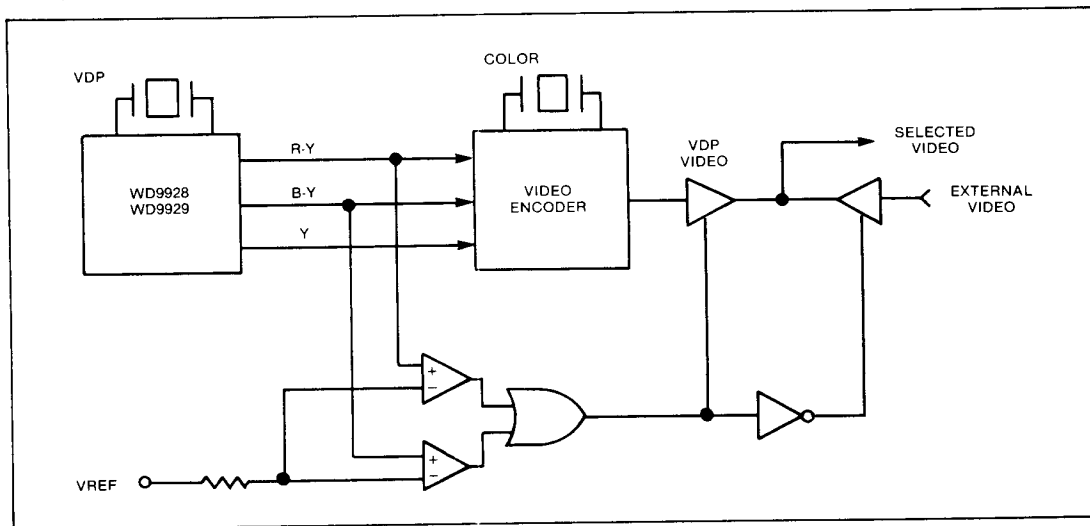 VDP
COLOR
WD9928
WD9929
R-Y
B-Y
Y
VIDEO
ENCODER
VDP
VIDEO
SELECTED
VIDEO
EXTERNAL
VIDEO
+
−
+
−
VREF